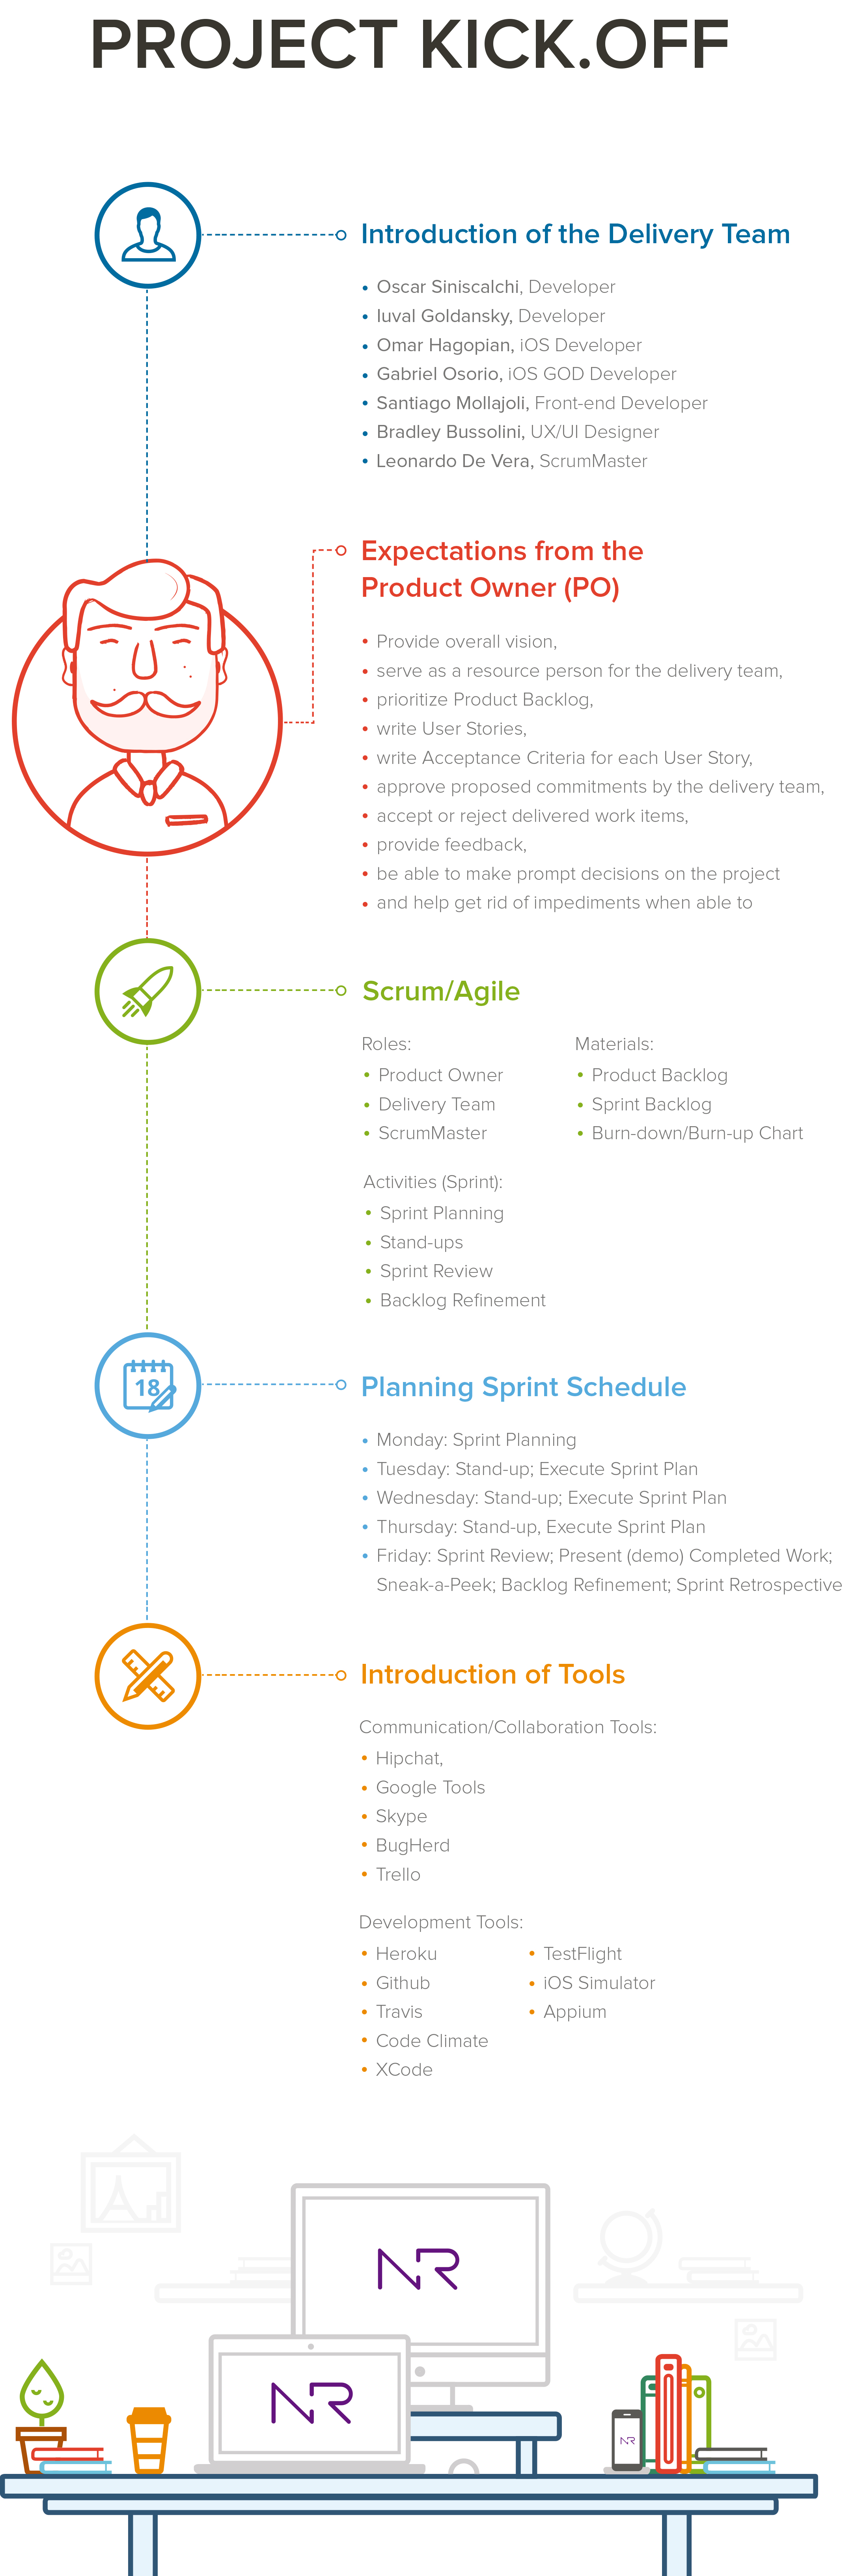 PROJECT KICK.OFF
Introduction of the Delivery Team
• Oscar Siniscalchi, Developer
• Iuval Goldansky, Developer
• Omar Hagopian, iOS Developer
• Gabriel Osorio, iOS GOD Developer
• Santiago Mollajoli, Front-end Developer
• Bradley Bussolini, UX/UI Designer
• Leonardo De Vera, ScrumMaster
Expectations from the
Product Owner (PO)
• Provide overall vision,
• serve as a resource person for the delivery team,
• prioritize Product Backlog,
• write User Stories,
• write Acceptance Criteria for each User Story,
• approve proposed commitments by the delivery team,
• accept or reject delivered work items,
• provide feedback,
• be able to make prompt decisions on the project
• and help get rid of impediments when able to
Scrum/Agile
Roles:
• Product Owner
• Delivery Team
• ScrumMaster
Materials:
• Product Backlog
• Sprint Backlog
• Burn-down/Burn-up Chart
Activities (Sprint):
• Sprint Planning
• Stand-ups
• Sprint Review
• Backlog Refinement
18
Planning Sprint Schedule
• Monday: Sprint Planning
• Tuesday: Stand-up; Execute Sprint Plan
• Wednesday: Stand-up; Execute Sprint Plan
• Thursday: Stand-up, Execute Sprint Plan
• Friday: Sprint Review; Present (demo) Completed Work;
Sneak-a-Peek; Backlog Refinement; Sprint Retrospective
Introduction of Tools
Communication/Collaboration Tools:
• Hipchat,
• Google Tools
• Skype
• BugHerd
• Trello
Development Tools:
• Heroku
• Github
• Travis
• Code Climate
• XCode
• TestFlight
• iOS Simulator
• Appium
NR
NR
NR